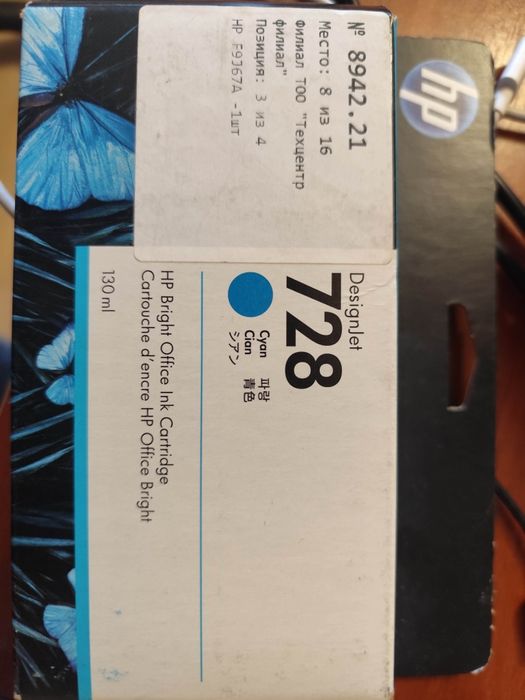 hp
№ 8942.21
Место: 8 из 16
Филиал ТОО "Техцентр
филиал"
Позиция: 3 из 4
HP F9J67A -1шт
DesignJet
728
Cyan 파랑
Cian 青色
シアン
HP Bright Office Ink Cartridge
Cartouche d'encre HP Office Bright
130 ml